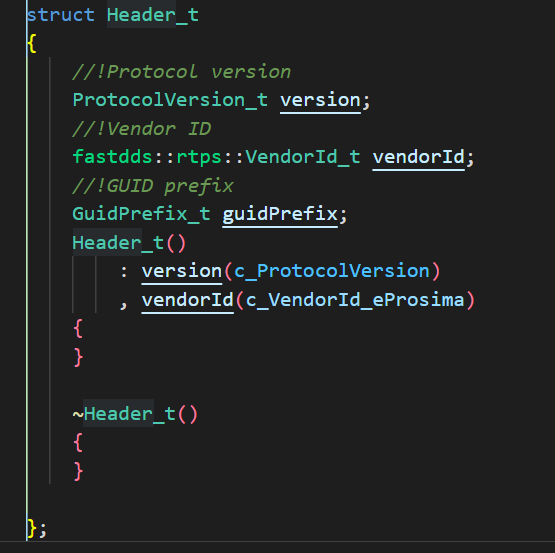 struct Header_t
{
//!Protocol version
ProtocolVersion_t version;
//!Vendor ID
fastdds::rtps::VendorId_t vendorId;
//!GUID prefix
GuidPrefix_t guidPrefix;
Header_t()
: version(c_ProtocolVersion)
, vendorId(c_VendorId_eProsima)
{
}
~Header_t()
{
}
};